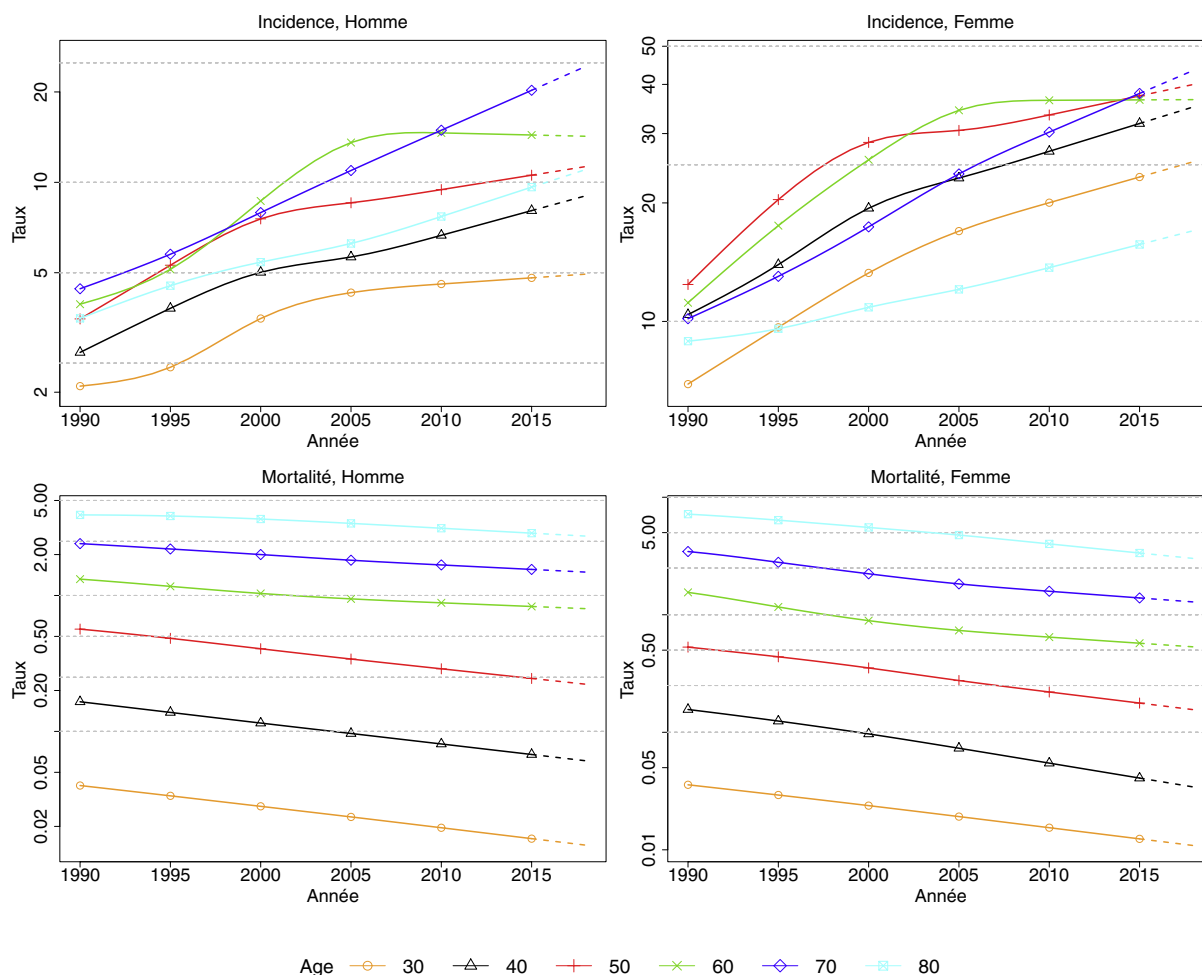 Incidence, Homme
Taux
20
10
5
2
1990 1995 2000 2005 2010 2015
Année
Incidence, Femme
Taux
50
40
30
20
10
1990 1995 2000 2005 2010 2015
Année
Mortalité, Homme
Taux
5.00
2.00
0.50
0.20
0.05
0.02
1990 1995 2000 2005 2010 2015
Année
Mortalité, Femme
Taux
5.00
0.50
0.05
0.01
1990 1995 2000 2005 2010 2015
Année
Age 30 40 50 60 70 80